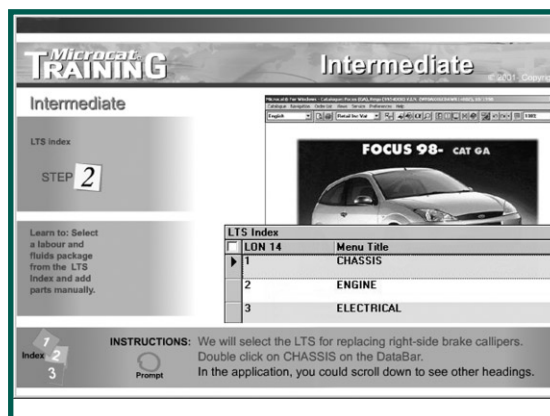 Microcat
TRAINING
Intermediate
© 2001 Copyr
Intermediate
LTS Index
STEP 2
Learn to: Select
a labour and
fluids package
from the LTS
Index and add
parts manually.
English
FOCUS 98- CAT GA
LTS Index
LON 14 Menu Title
1 CHASSIS
2 ENGINE
3 ELECTRICAL
1
Index 2
3
Prompt
INSTRUCTIONS: We will select the LTS for replacing right-side brake callipers.
Double click on CHASSIS on the DataBar.
In the application, you could scroll down to see other headings.